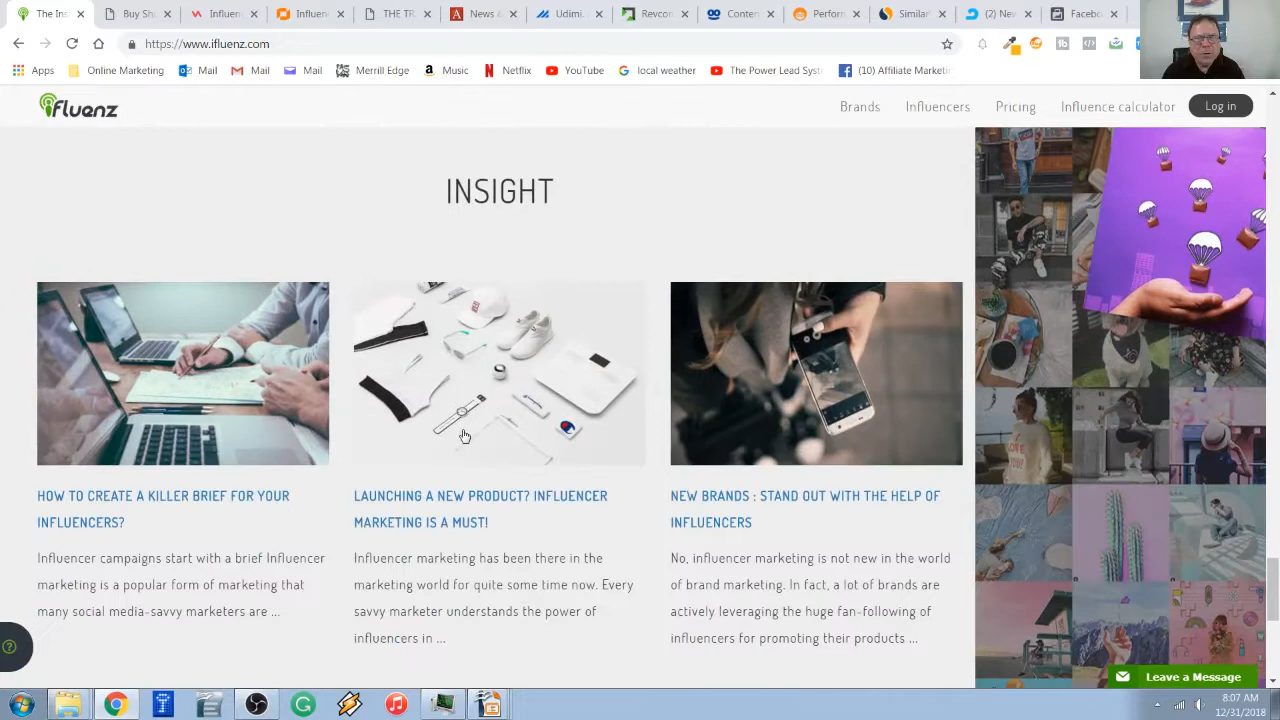 The Ins
Buy Sh
Influen
Influen
THE TR
News
Udimi
Revcon
Conten
Perforn
Similar
(2) Ne
Facebo
https://www.ifluenz.com
Apps
Online Marketing
Mail
Mail
Mail
Merrill Edge
Music
Netflix
YouTube
local weather
The Power Lead Syste
(10) Affiliate Marketi
ifluenz
Brands
Influencers
Pricing
Influence calculator
Log in
INSIGHT
HOW TO CREATE A KILLER BRIEF FOR YOUR
INFLUENCERS?
Influencer campaigns start with a brief Influencer
marketing is a popular form of marketing that
many social media-savvy marketers are ...
LAUNCHING A NEW PRODUCT? INFLUENCER
MARKETING IS A MUST!
Influencer marketing has been there in the
marketing world for quite some time now. Every
savvy marketer understands the power of
influencers in ...
NEW BRANDS : STAND OUT WITH THE HELP OF
INFLUENCERS
No, influencer marketing is not new in the world
of brand marketing. In fact, a lot of brands are
actively leveraging the huge fan-following of
influencers for promoting their products ...
Leave a Message
8:07 AM
12/31/2018